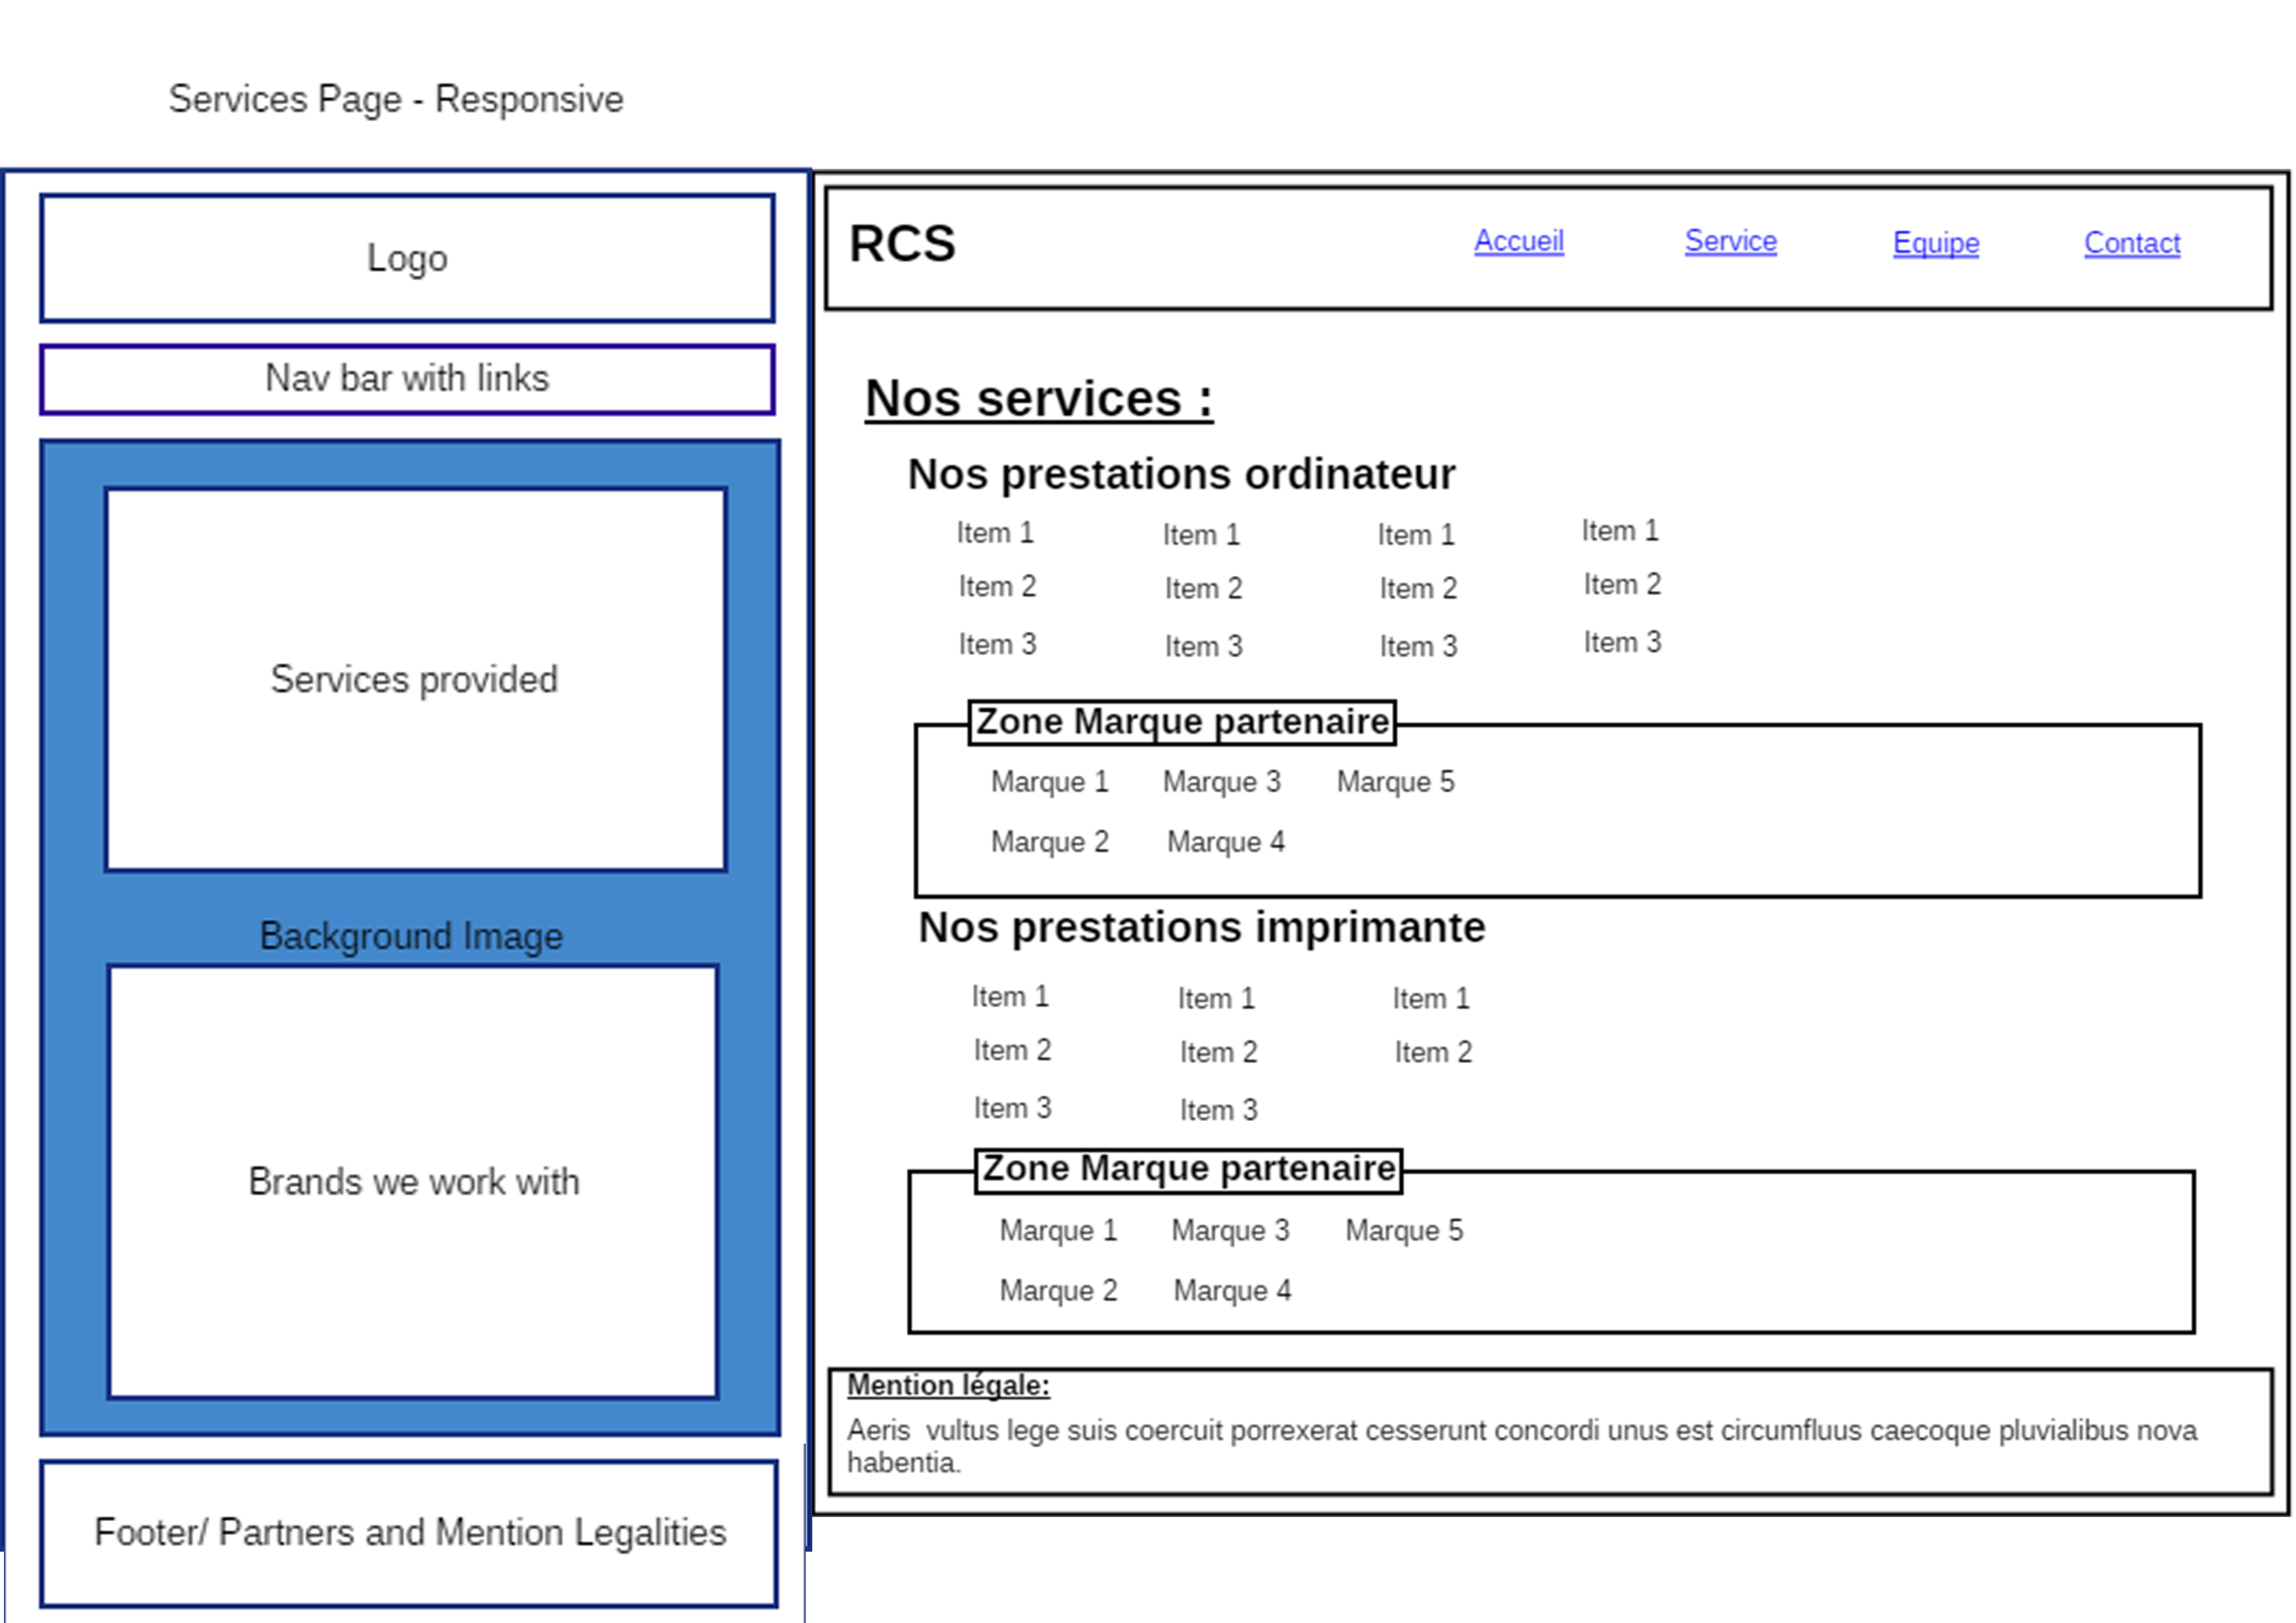 Services Page - Responsive
Logo
Nav bar with links
Services provided
Background Image
Brands we work with
Footer/ Partners and Mention Legalities
RCS
Accueil Service Equipe Contact
Nos services :
Nos prestations ordinateur
Item 1 Item 1 Item 1 Item 1
Item 2 Item 2 Item 2 Item 2
Item 3 Item 3 Item 3 Item 3
Zone Marque partenaire
Marque 1 Marque 3 Marque 5
Marque 2 Marque 4
Nos prestations imprimante
Item 1 Item 1 Item 1
Item 2 Item 2 Item 2
Item 3 Item 3
Zone Marque partenaire
Marque 1 Marque 3 Marque 5
Marque 2 Marque 4
Mention légale:
Aeris vultus lege suis coercuit porrexerat cesserunt concordi unus est circumfluus caecoque pluvialibus nova
habentia.